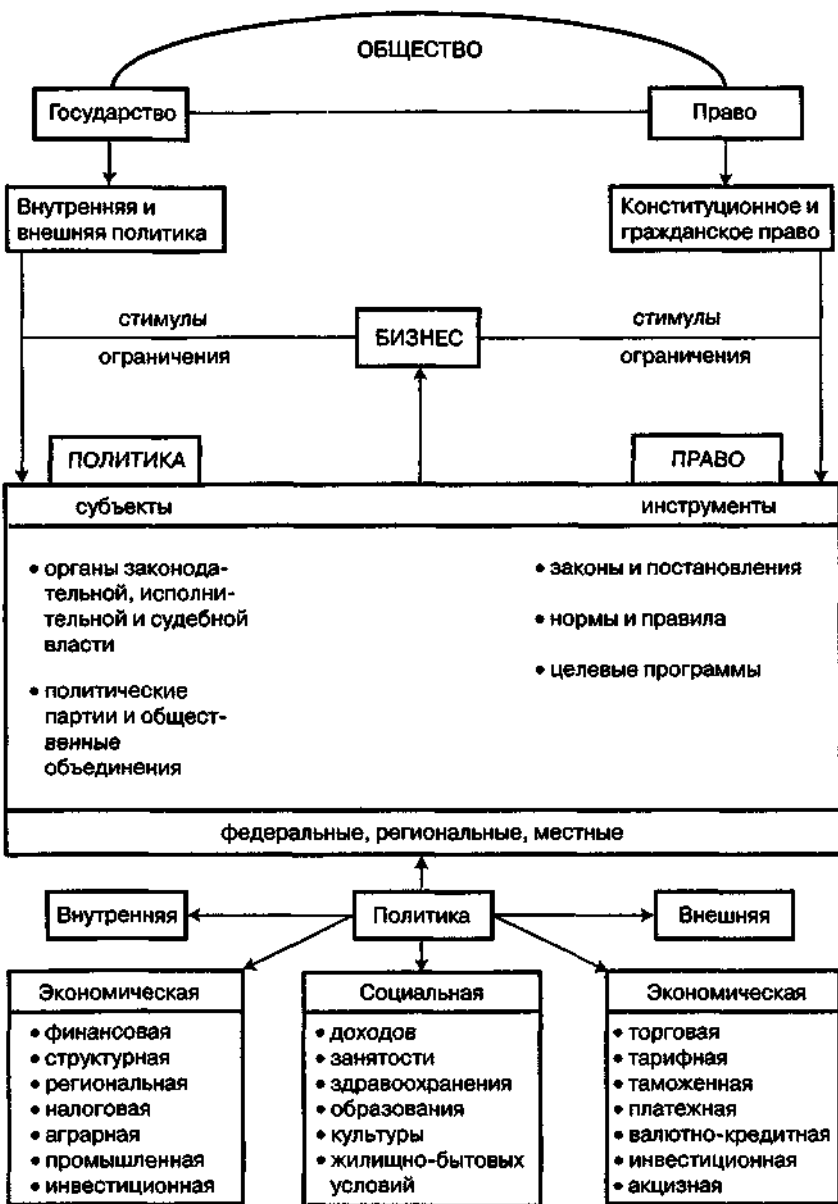 ОБЩЕСТВО
Государство
Право
Внутренняя и
внешняя политика
Конституционное и
гражданское право
стимулы
ограничения
БИЗНЕС
стимулы
ограничения
ПОЛИТИКА
ПРАВО
субъекты
инструменты
• органы законода-
тельной, исполни-
тельной и судебной
власти
• политические
партии и общест-
венные
объединения
• законы и постановления
• нормы и правила
• целевые программы
федеральные, региональные, местные
Внутренняя
Политика
Внешняя
Экономическая
• финансовая
• структурная
• региональная
• налоговая
• аграрная
• промышленная
• инвестиционная
Социальная
• доходов
• занятости
• здравоохранения
• образования
• культуры
• жилищно-бытовых
условий
Экономическая
• торговая
• тарифная
• таможенная
• платежная
• валютно-кредитная
• инвестиционная
• акцизная